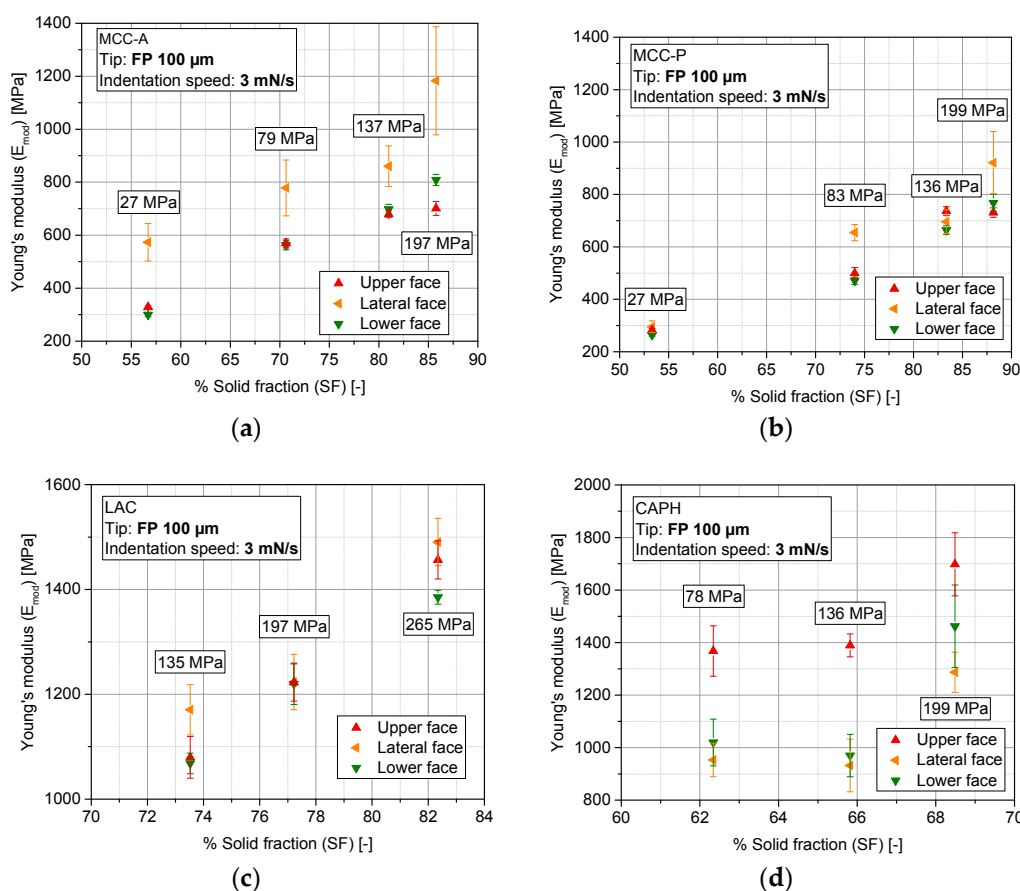 1400
1200
1000
800
600
400
200
Young's modulus (E_mod) [MPa]
MCC-A
Tip: FP 100 µm
Indentation speed: 3 mN/s
27 MPa
79 MPa
137 MPa
197 MPa
Upper face
Lateral face
Lower face
50 55 60 65 70 75 80 85 90
% Solid fraction (SF) [-]
(a)
1400
1200
1000
800
600
400
200
Young's modulus (E_mod) [MPa]
MCC-P
Tip: FP 100 µm
Indentation speed: 3 mN/s
27 MPa
83 MPa
136 MPa
199 MPa
Upper face
Lateral face
Lower face
50 55 60 65 70 75 80 85 90
% Solid fraction (SF) [-]
(b)
1600
1400
1200
1000
Young's modulus (E_mod) [MPa]
LAC
Tip: FP 100 µm
Indentation speed: 3 mN/s
135 MPa
197 MPa
265 MPa
Upper face
Lateral face
Lower face
70 72 74 76 78 80 82 84
% Solid fraction (SF) [-]
(c)
2000
1800
1600
1400
1200
1000
800
Young's modulus (E_mod) [MPa]
CAPH
Tip: FP 100 µm
Indentation speed: 3 mN/s
78 MPa
136 MPa
199 MPa
Upper face
Lateral face
Lower face
60 62 64 66 68 70
% Solid fraction (SF) [-]
(d)